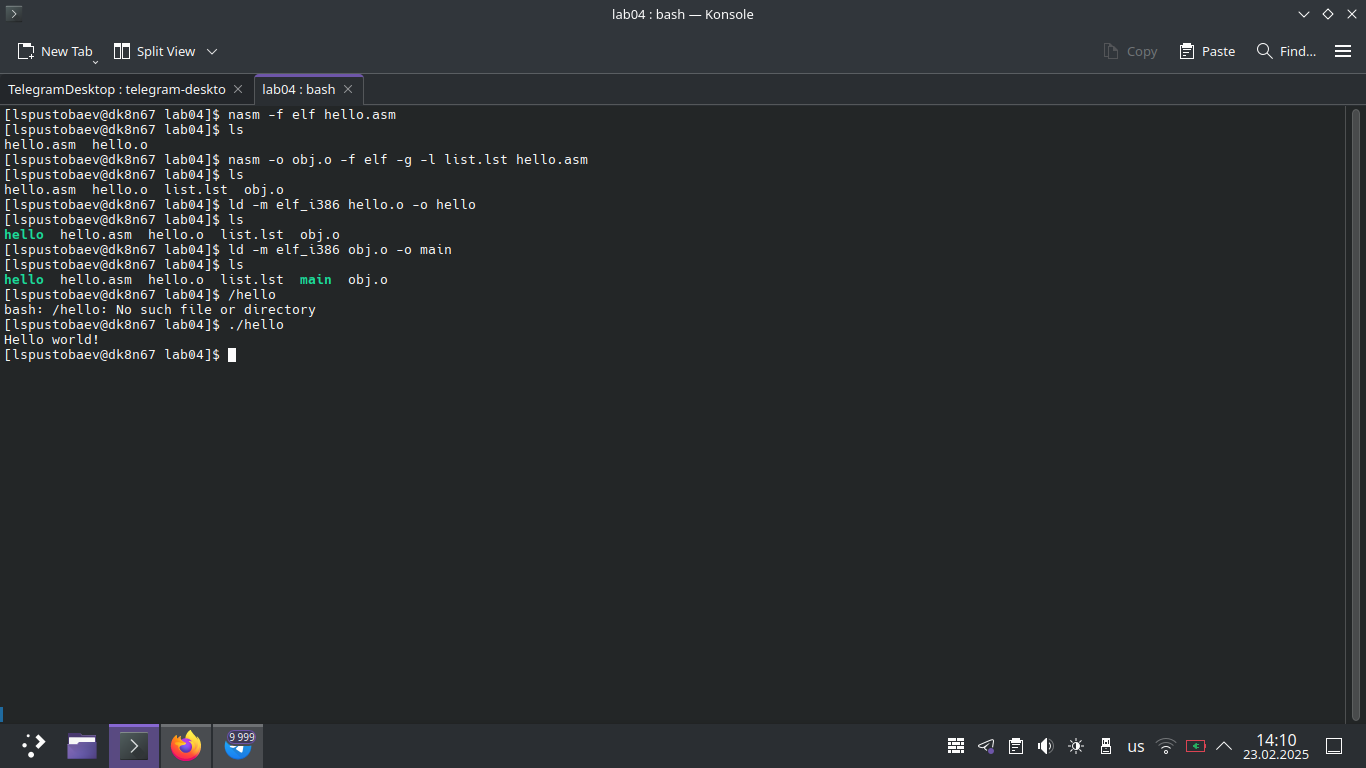 lab04 : bash — Konsole
New Tab Split View Copy Paste Find...
TelegramDesktop : telegram-deskto lab04 : bash
[lspustobaev@dk8n67 lab04]$ nasm -f elf hello.asm
[lspustobaev@dk8n67 lab04]$ ls
hello.asm  hello.o
[lspustobaev@dk8n67 lab04]$ nasm -o obj.o -f elf -g -l list.lst hello.asm
[lspustobaev@dk8n67 lab04]$ ls
hello.asm  hello.o  list.lst  obj.o
[lspustobaev@dk8n67 lab04]$ ld -m elf_i386 hello.o -o hello
[lspustobaev@dk8n67 lab04]$ ls
hello  hello.asm  hello.o  list.lst  obj.o
[lspustobaev@dk8n67 lab04]$ ld -m elf_i386 obj.o -o main
[lspustobaev@dk8n67 lab04]$ ls
hello  hello.asm  hello.o  list.lst  main  obj.o
[lspustobaev@dk8n67 lab04]$ /hello
bash: /hello: No such file or directory
[lspustobaev@dk8n67 lab04]$ ./hello
Hello world!
[lspustobaev@dk8n67 lab04]$
9 999
us
14:10
23.02.2025